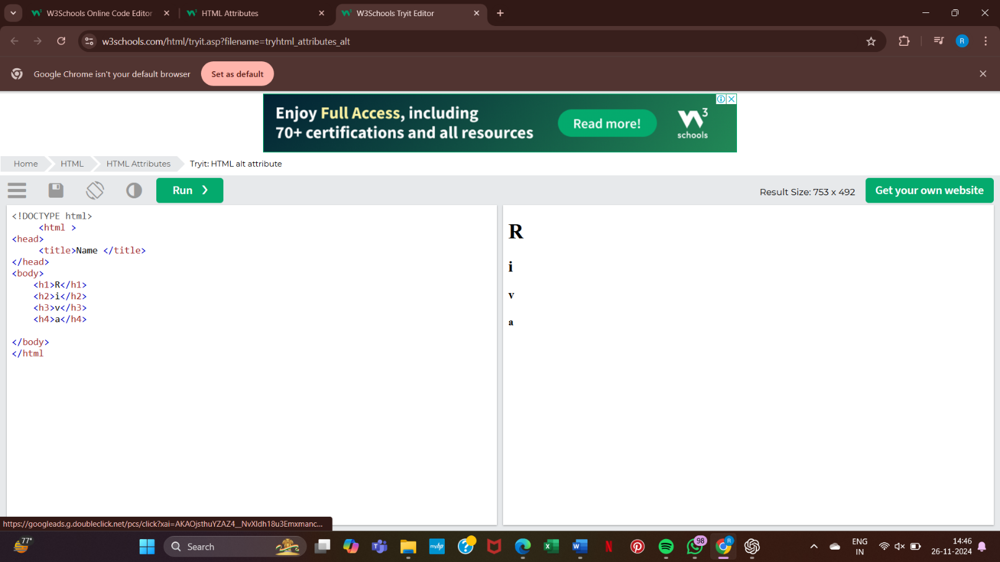 W3Schools Online Code Editor
HTML Attributes
W3Schools Tryit Editor
w3schools.com/html/tryit.asp?filename=tryhtml_attributes_alt
R
Google Chrome isn't your default browser
Set as default
Enjoy Full Access, including
70+ certifications and all resources
Read more!
3
schools
Home
HTML
HTML Attributes
Tryit: HTML alt attribute
Run ❯
Result Size: 753 x 492
Get your own website
<!DOCTYPE html>
<html >
<head>
<title>Name </title>
</head>
<body>
<h1>R</h1>
<h2>i</h2>
<h3>v</h3>
<h4>a</h4>
</body>
</html
R
i
v
a
https://googleads.g.doubleclick.net/pcs/click?xai=AKAOjsthuYZAZ4__NvXldh18u3Emxmanc...
77°
Search
myhp
98
R
ENG
IN
14:46
26-11-2024